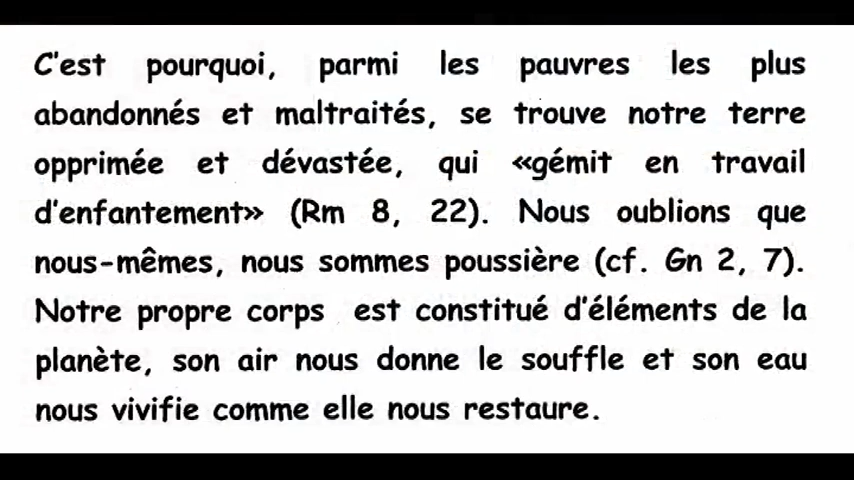 C'est pourquoi, parmi les pauvres les plus
abandonnés et maltraités, se trouve notre terre
opprimée et dévastée, qui «gémit en travail
d'enfantement» (Rm 8, 22). Nous oublions que
nous-mêmes, nous sommes poussière (cf. Gn 2, 7).
Notre propre corps est constitué d'éléments de la
planète, son air nous donne le souffle et son eau
nous vivifie comme elle nous restaure.